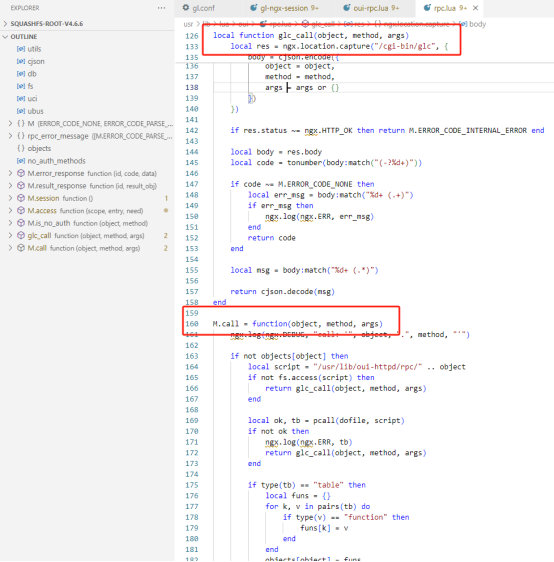 EXPLORER
SQUASHFS-ROOT-V4.6.6
OUTLINE
utils
cjson
db
fs
uci
ubus
M {ERROR_CODE_NONE, ERROR_CODE_PARSE_...
rpc_error_message {[M.ERROR_CODE_PARS...
objects
no_auth_methods
M.error_response function (id, code, data)
M.result_response function (id, result_obj)
M.session function () 1
M.access function (scope, entry, need)
M.is_no_auth function (object, method)
glc_call function (object, method, args) 2
M.call function (object, method, args) 2
gl.conf gl-ngx-session 9+ oui-rpc.lua 9+ rpc.lua 9+
usr > lib > lua > oui > rpc.lua > glc_call > res > ngx.location.capture > body
126 local function glc_call(object, method, args)
133 local res = ngx.location.capture("/cgi-bin/glc", {
135 body = cjson.encode({
136 object = object,
137 method = method,
138 args = args or {}
139 })
140 })
142 if res.status ~= ngx.HTTP_OK then return M.ERROR_CODE_INTERNAL_ERROR end
143
144 local body = res.body
145 local code = tonumber(body:match("(-?%d+)"))
146
147 if code ~= M.ERROR_CODE_NONE then
148 local err_msg = body:match("%d+ (.+)")
149 if err_msg then
150 ngx.log(ngx.ERR, err_msg)
151 end
152 return code
153 end
155 local msg = body:match("%d+ (.*)")
156
157 return cjson.decode(msg)
158 end
159
160 M.call = function(object, method, args)
161 ngx.log(ngx.DEBUG, "call: '", object, ".", method, "'")
162
163 if not objects[object] then
164 local script = "/usr/lib/oui-httpd/rpc/" .. object
165 if not fs.access(script) then
166 return glc_call(object, method, args)
167 end
169 local ok, tb = pcall(dofile, script)
170 if not ok then
171 ngx.log(ngx.ERR, tb)
172 return glc_call(object, method, args)
173 end
175 if type(tb) == "table" then
176 local funs = {}
177 for k, v in pairs(tb) do
178 if type(v) == "function" then
179 funs[k] = v
180 end
181 end
182 objects[object] = funs